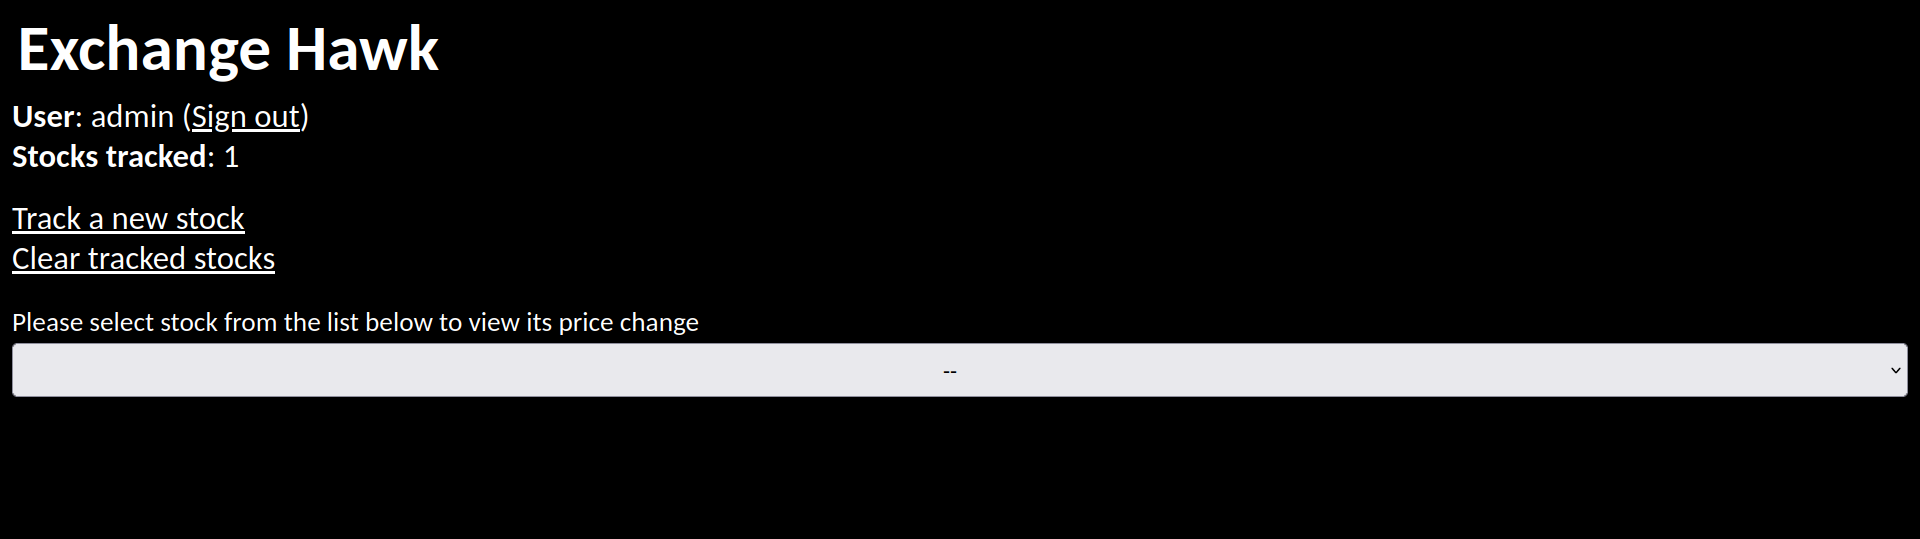 Exchange Hawk
User: admin (Sign out)
Stocks tracked: 1
Track a new stock
Clear tracked stocks
Please select stock from the list below to view its price change
--